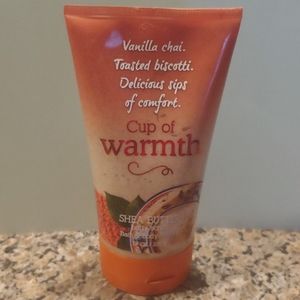 Vanilla chai.
Toasted biscotti.
Delicious sips
of comfort.
Cup of
warmth
SHEA BUTTER